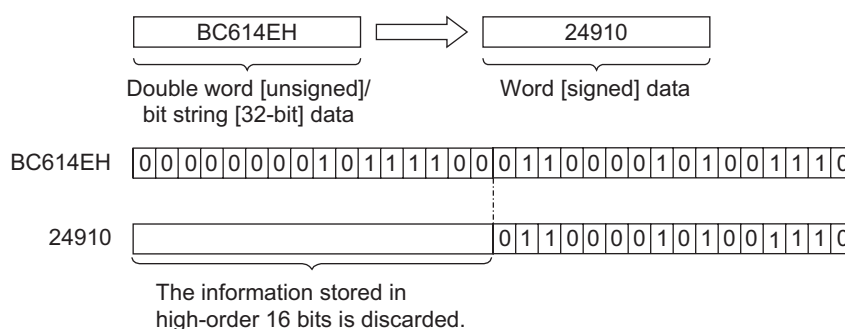 BC614EH 24910
Double word [unsigned]/ Word [signed] data
bit string [32-bit] data
BC614EH 0 0 0 0 0 0 0 0 1 0 1 1 1 1 0 0 0 1 1 0 0 0 0 1 0 1 0 0 1 1 1 0
24910 0 1 1 0 0 0 0 1 0 1 0 0 1 1 1 0
The information stored in
high-order 16 bits is discarded.